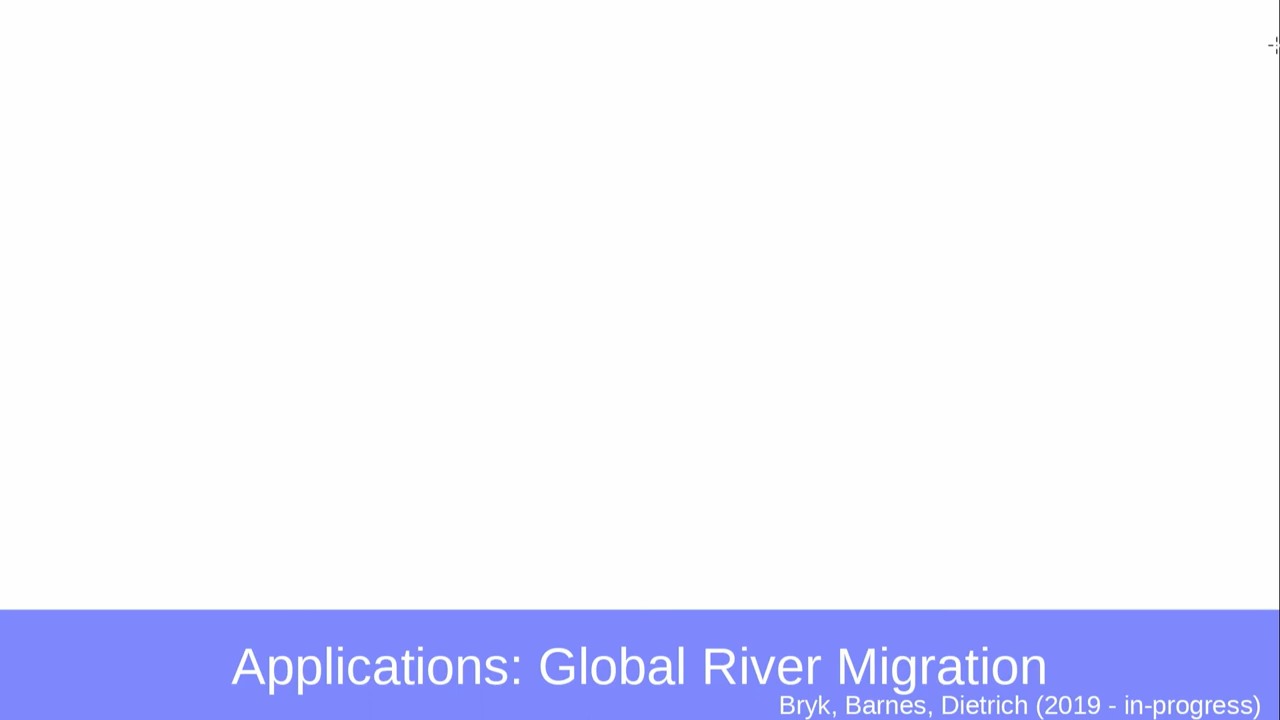 Applications: Global River Migration
Bryk, Barnes, Dietrich (2019 - in-progress)